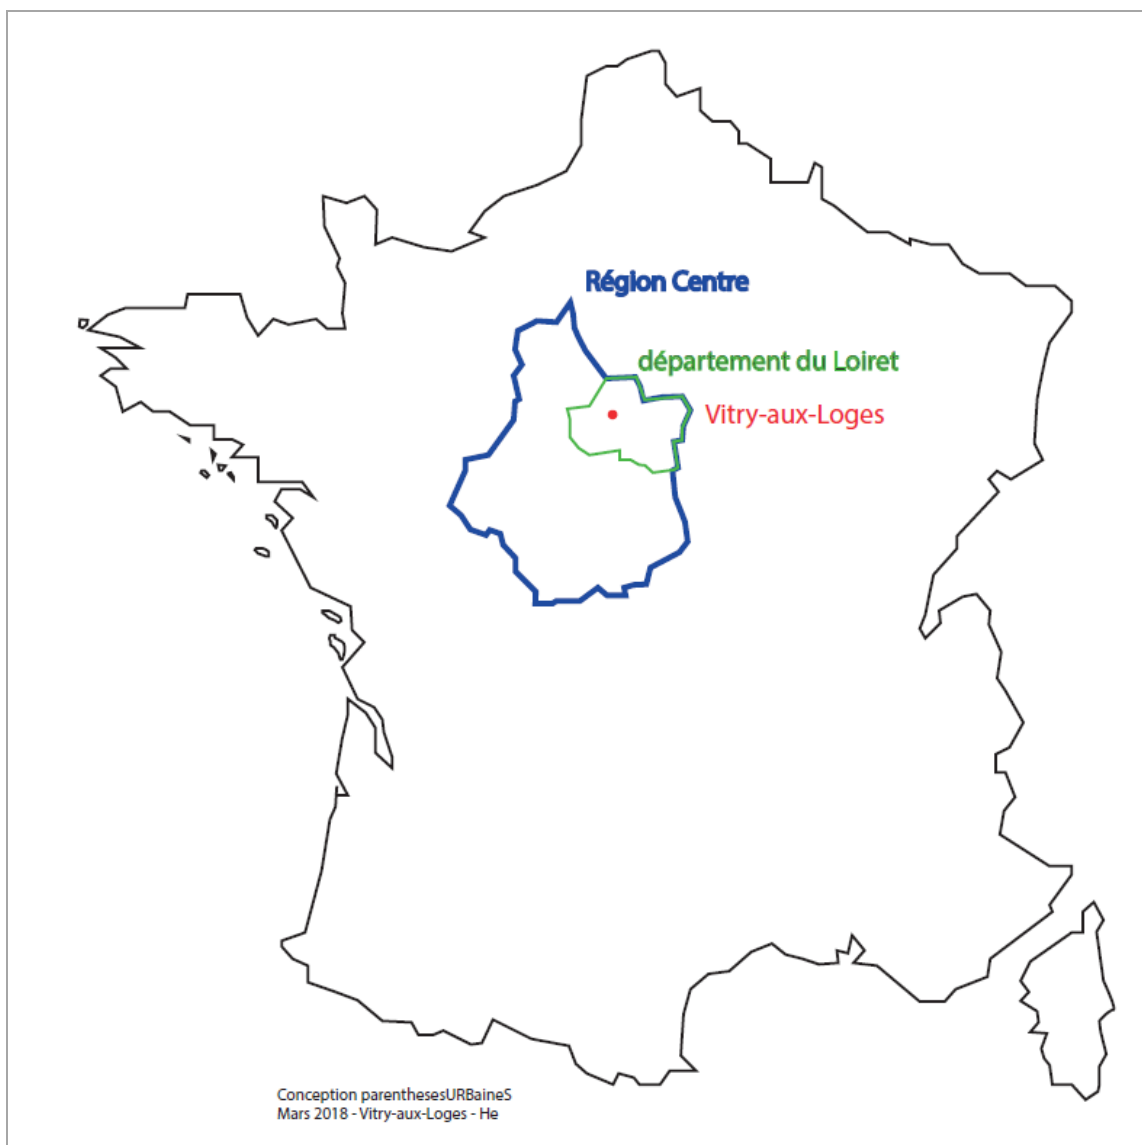 Région Centre
département du Loiret
Vitry-aux-Loges
Conception parenthesesURBaineS
Mars 2018 - Vitry-aux-Loges - He